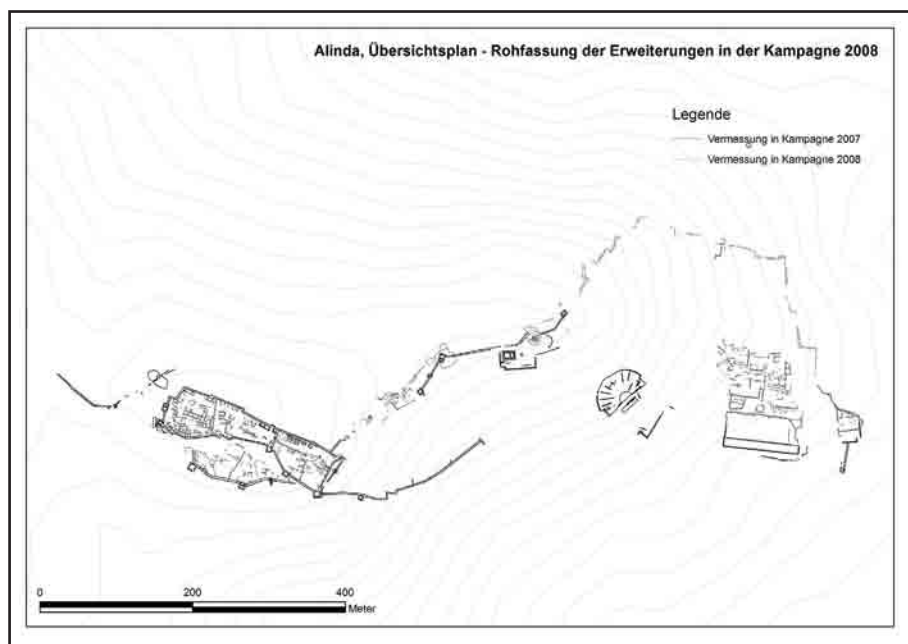 Alinda, Übersichtsplan - Rohfassung der Erweiterungen in der Kampagne 2008
Legende
Vermessung in Kampagne 2007
Vermessung in Kampagne 2008
0 200 400
Meter